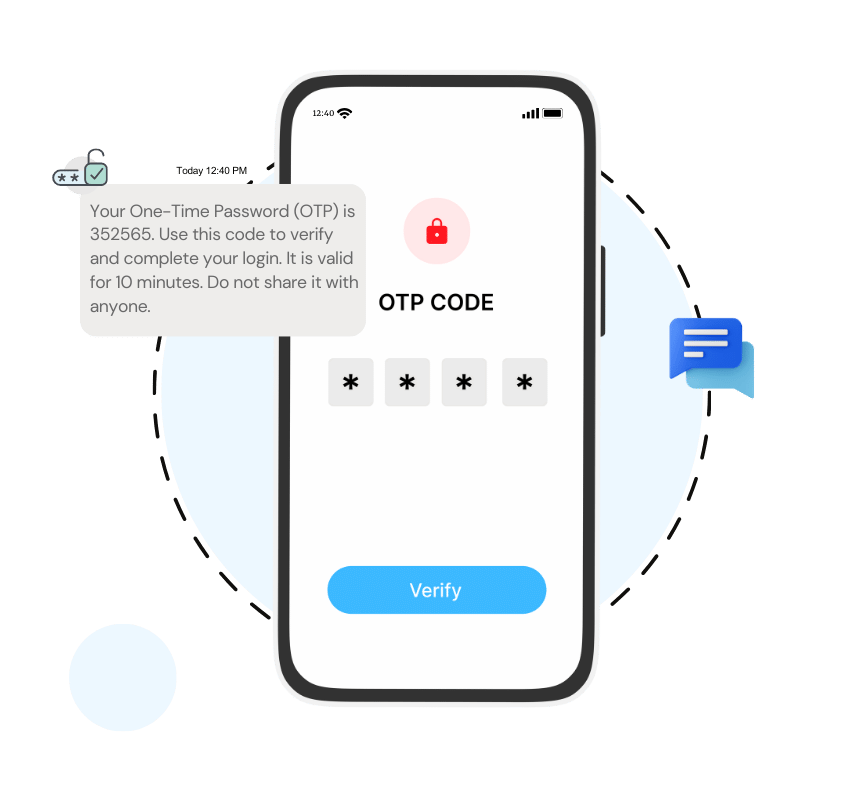 12:40
Today 12:40 PM
**
Your One-Time Password (OTP) is
352565. Use this code to verify
and complete your login. It is valid
for 10 minutes. Do not share it with
anyone.
OTP CODE
* * * *
Verify